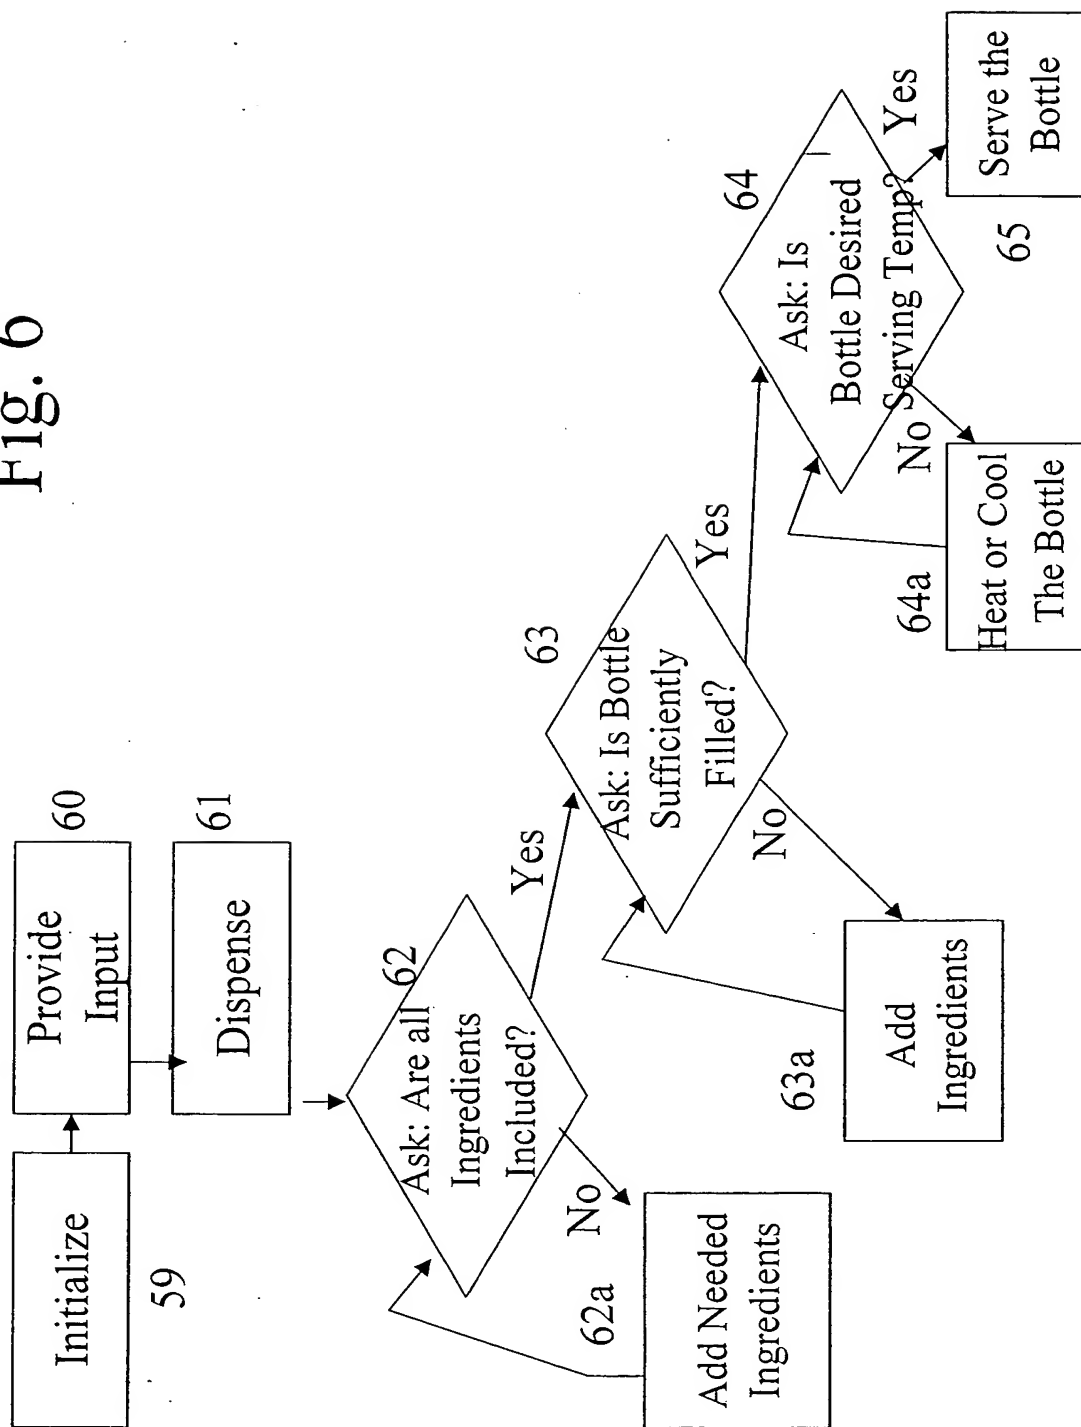 Fig. 6
Initialize
59
Provide
Input
60
Dispense
61
Ask: Are all
Ingredients
Included?
62
No
Yes
62a
Add Needed
Ingredients
Ask: Is Bottle
Sufficiently
Filled?
63
No
Yes
63a
Add
Ingredients
Ask: Is
Bottle Desired
Serving Temp?
64
No
Yes
64a
Heat or Cool
The Bottle
65
Serve the
Bottle